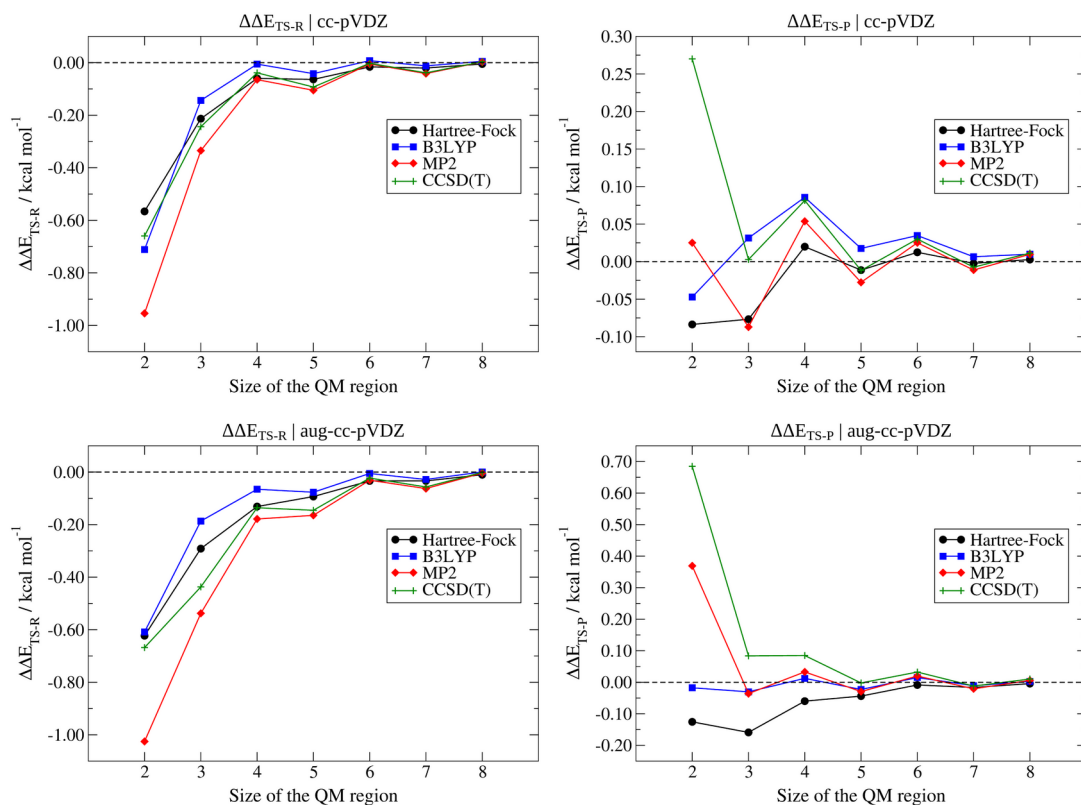 ΔΔE_TS-R | cc-pVDZ
0.00
-0.20
-0.40
-0.60
-0.80
-1.00
ΔΔE_TS-R / kcal mol⁻¹
Hartree-Fock
B3LYP
MP2
CCSD(T)
2 3 4 5 6 7 8
Size of the QM region
ΔΔE_TS-P | cc-pVDZ
0.30
0.25
0.20
0.15
0.10
0.05
0.00
-0.05
-0.10
ΔΔE_TS-P / kcal mol⁻¹
Hartree-Fock
B3LYP
MP2
CCSD(T)
2 3 4 5 6 7 8
Size of the QM region
ΔΔE_TS-R | aug-cc-pVDZ
0.00
-0.20
-0.40
-0.60
-0.80
-1.00
ΔΔE_TS-R / kcal mol⁻¹
Hartree-Fock
B3LYP
MP2
CCSD(T)
2 3 4 5 6 7 8
Size of the QM region
ΔΔE_TS-P | aug-cc-pVDZ
0.70
0.60
0.50
0.40
0.30
0.20
0.10
0.00
-0.10
-0.20
ΔΔE_TS-P / kcal mol⁻¹
Hartree-Fock
B3LYP
MP2
CCSD(T)
2 3 4 5 6 7 8
Size of the QM region